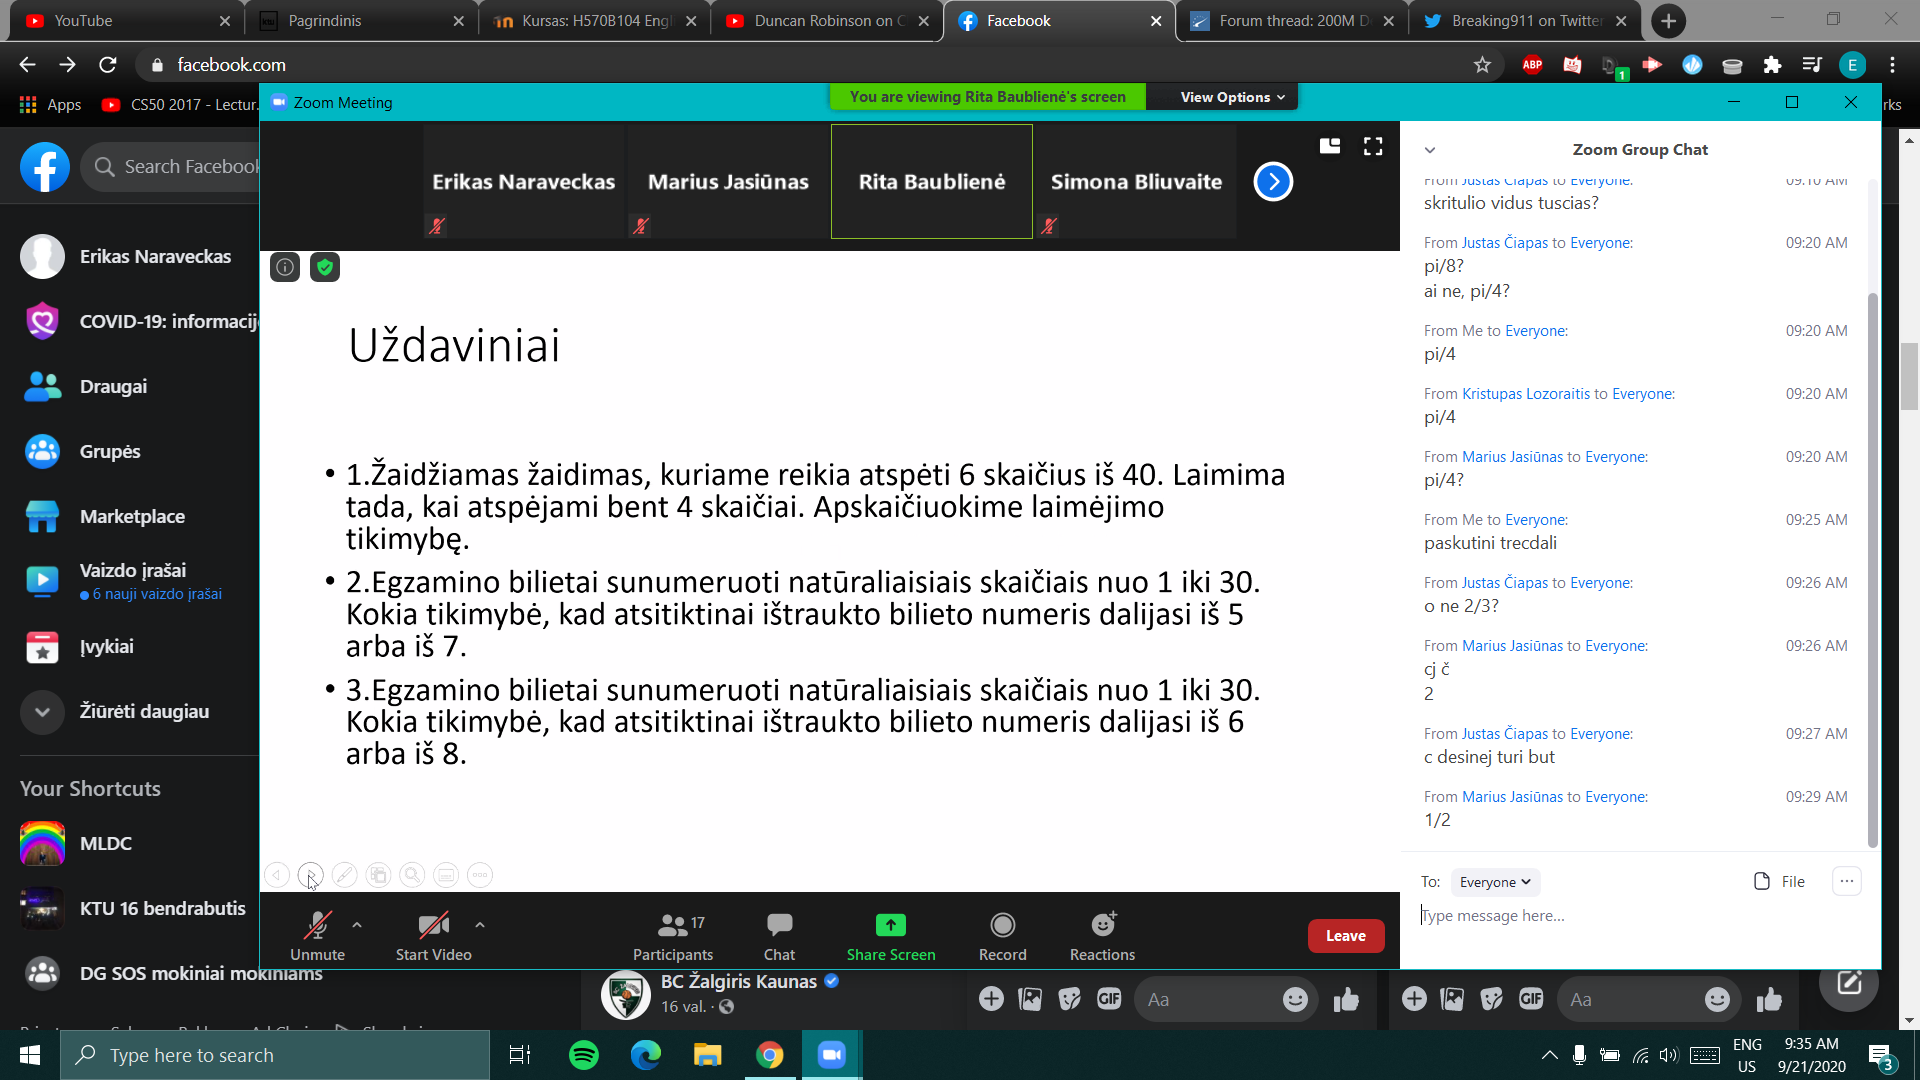 YouTube
Pagrindinis
Kursas: H570B104 Engl
Duncan Robinson on C
Facebook
Forum thread: 200M D
Breaking911 on Twitter
facebook.com
ABP
1
E
Apps
CS50 2017 - Lectur
rks
Zoom Meeting
You are viewing Rita Baublienė's screen
View Options
Search Facebook
Erikas Naraveckas
COVID-19: informacij
Draugai
Grupės
Marketplace
Vaizdo įrašai
6 nauji vaizdo įrašai
Įvykiai
Žiūrėti daugiau
Your Shortcuts
MLDC
KTU 16 bendrabutis
DG SOS mokiniai mokiniams
Erikas Naraveckas
Marius Jasiūnas
Rita Baublienė
Simona Bliuvaite
Uždaviniai
• 1.Žaidžiamas žaidimas, kuriame reikia atspėti 6 skaičius iš 40. Laimima
tada, kai atspėjami bent 4 skaičiai. Apskaičiuokime laimėjimo
tikimybę.
• 2.Egzamino bilietai sunumeruoti natūraliaisiais skaičiais nuo 1 iki 30.
Kokia tikimybė, kad atsitiktinai ištraukto bilieto numeris dalijasi iš 5
arba iš 7.
• 3.Egzamino bilietai sunumeruoti natūraliaisiais skaičiais nuo 1 iki 30.
Kokia tikimybė, kad atsitiktinai ištraukto bilieto numeris dalijasi iš 6
arba iš 8.
Unmute
Start Video
17
Participants
Chat
Share Screen
Record
Reactions
Leave
Zoom Group Chat
From Justas Čiapas to Everyone: 09:10 AM
skritulio vidus tuscias?
From Justas Čiapas to Everyone: 09:20 AM
pi/8?
ai ne, pi/4?
From Me to Everyone: 09:20 AM
pi/4
From Kristupas Lozoraitis to Everyone: 09:20 AM
pi/4
From Marius Jasiūnas to Everyone: 09:20 AM
pi/4?
From Me to Everyone: 09:25 AM
paskutini trecdali
From Justas Čiapas to Everyone: 09:26 AM
o ne 2/3?
From Marius Jasiūnas to Everyone: 09:26 AM
cj č
2
From Justas Čiapas to Everyone: 09:27 AM
c desinej turi but
From Marius Jasiūnas to Everyone: 09:29 AM
1/2
To: Everyone
File
Type message here...
BC Žalgiris Kaunas
16 val. ·
GIF
Aa
GIF
Aa
Type here to search
ENG
US
9:35 AM
9/21/2020
3